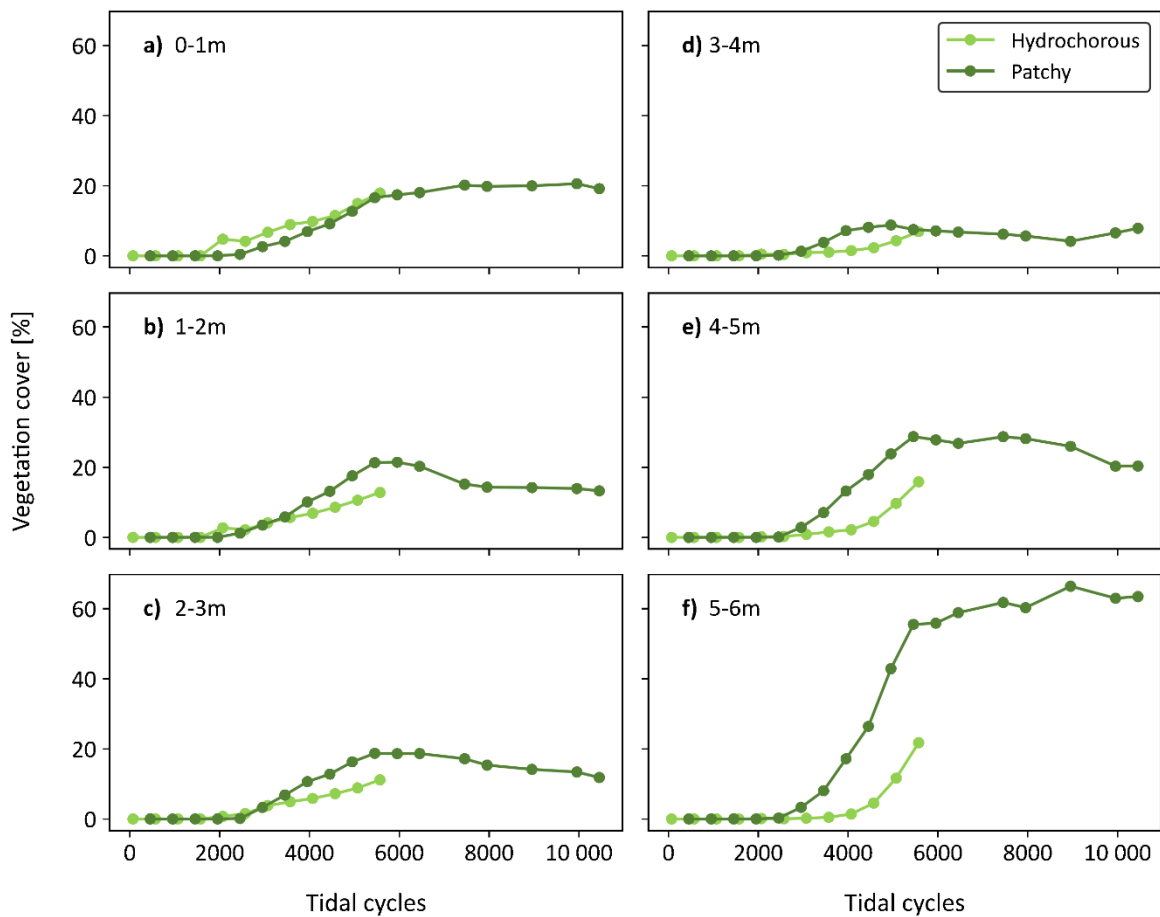 Vegetation cover [%]
a) 0-1m
60
40
20
0
d) 3-4m
Hydrochorous
Patchy
b) 1-2m
60
40
20
0
e) 4-5m
c) 2-3m
60
40
20
0
0 2000 4000 6000 8000 10 000
Tidal cycles
f) 5-6m
0 2000 4000 6000 8000 10 000
Tidal cycles